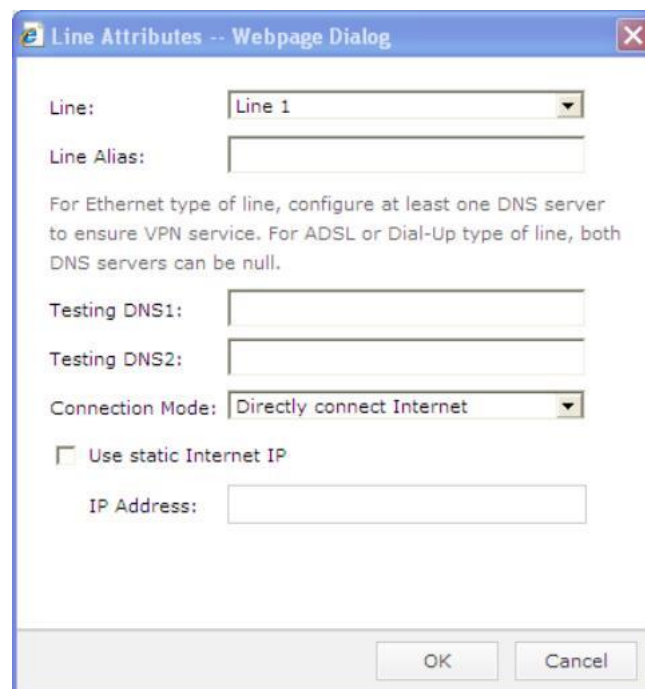 Line Attributes -- Webpage Dialog
Line: Line 1
Line Alias:
For Ethernet type of line, configure at least one DNS server
to ensure VPN service. For ADSL or Dial-Up type of line, both
DNS servers can be null.
Testing DNS1:
Testing DNS2:
Connection Mode: Directly connect Internet
Use static Internet IP
IP Address:
OK Cancel